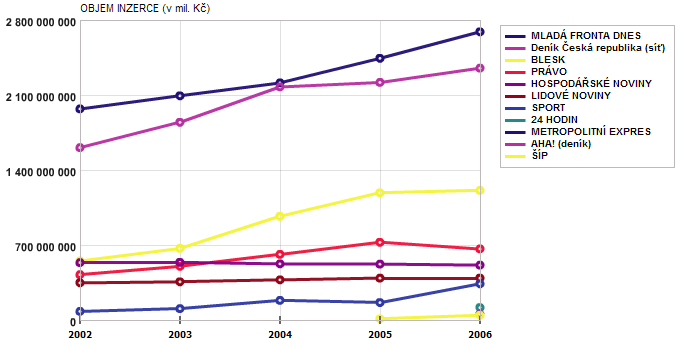 OBJEM INZERCE (v mil. Kč)
2 800 000 000
2 100 000 000
1 400 000 000
700 000 000
0
2002 2003 2004 2005 2006
MLADÁ FRONTA DNES
Deník Česká republika (síť)
BLESK
PRÁVO
HOSPODÁŘSKÉ NOVINY
LIDOVÉ NOVINY
SPORT
24 HODIN
METROPOLITNÍ EXPRES
AHA! (deník)
ŠÍP